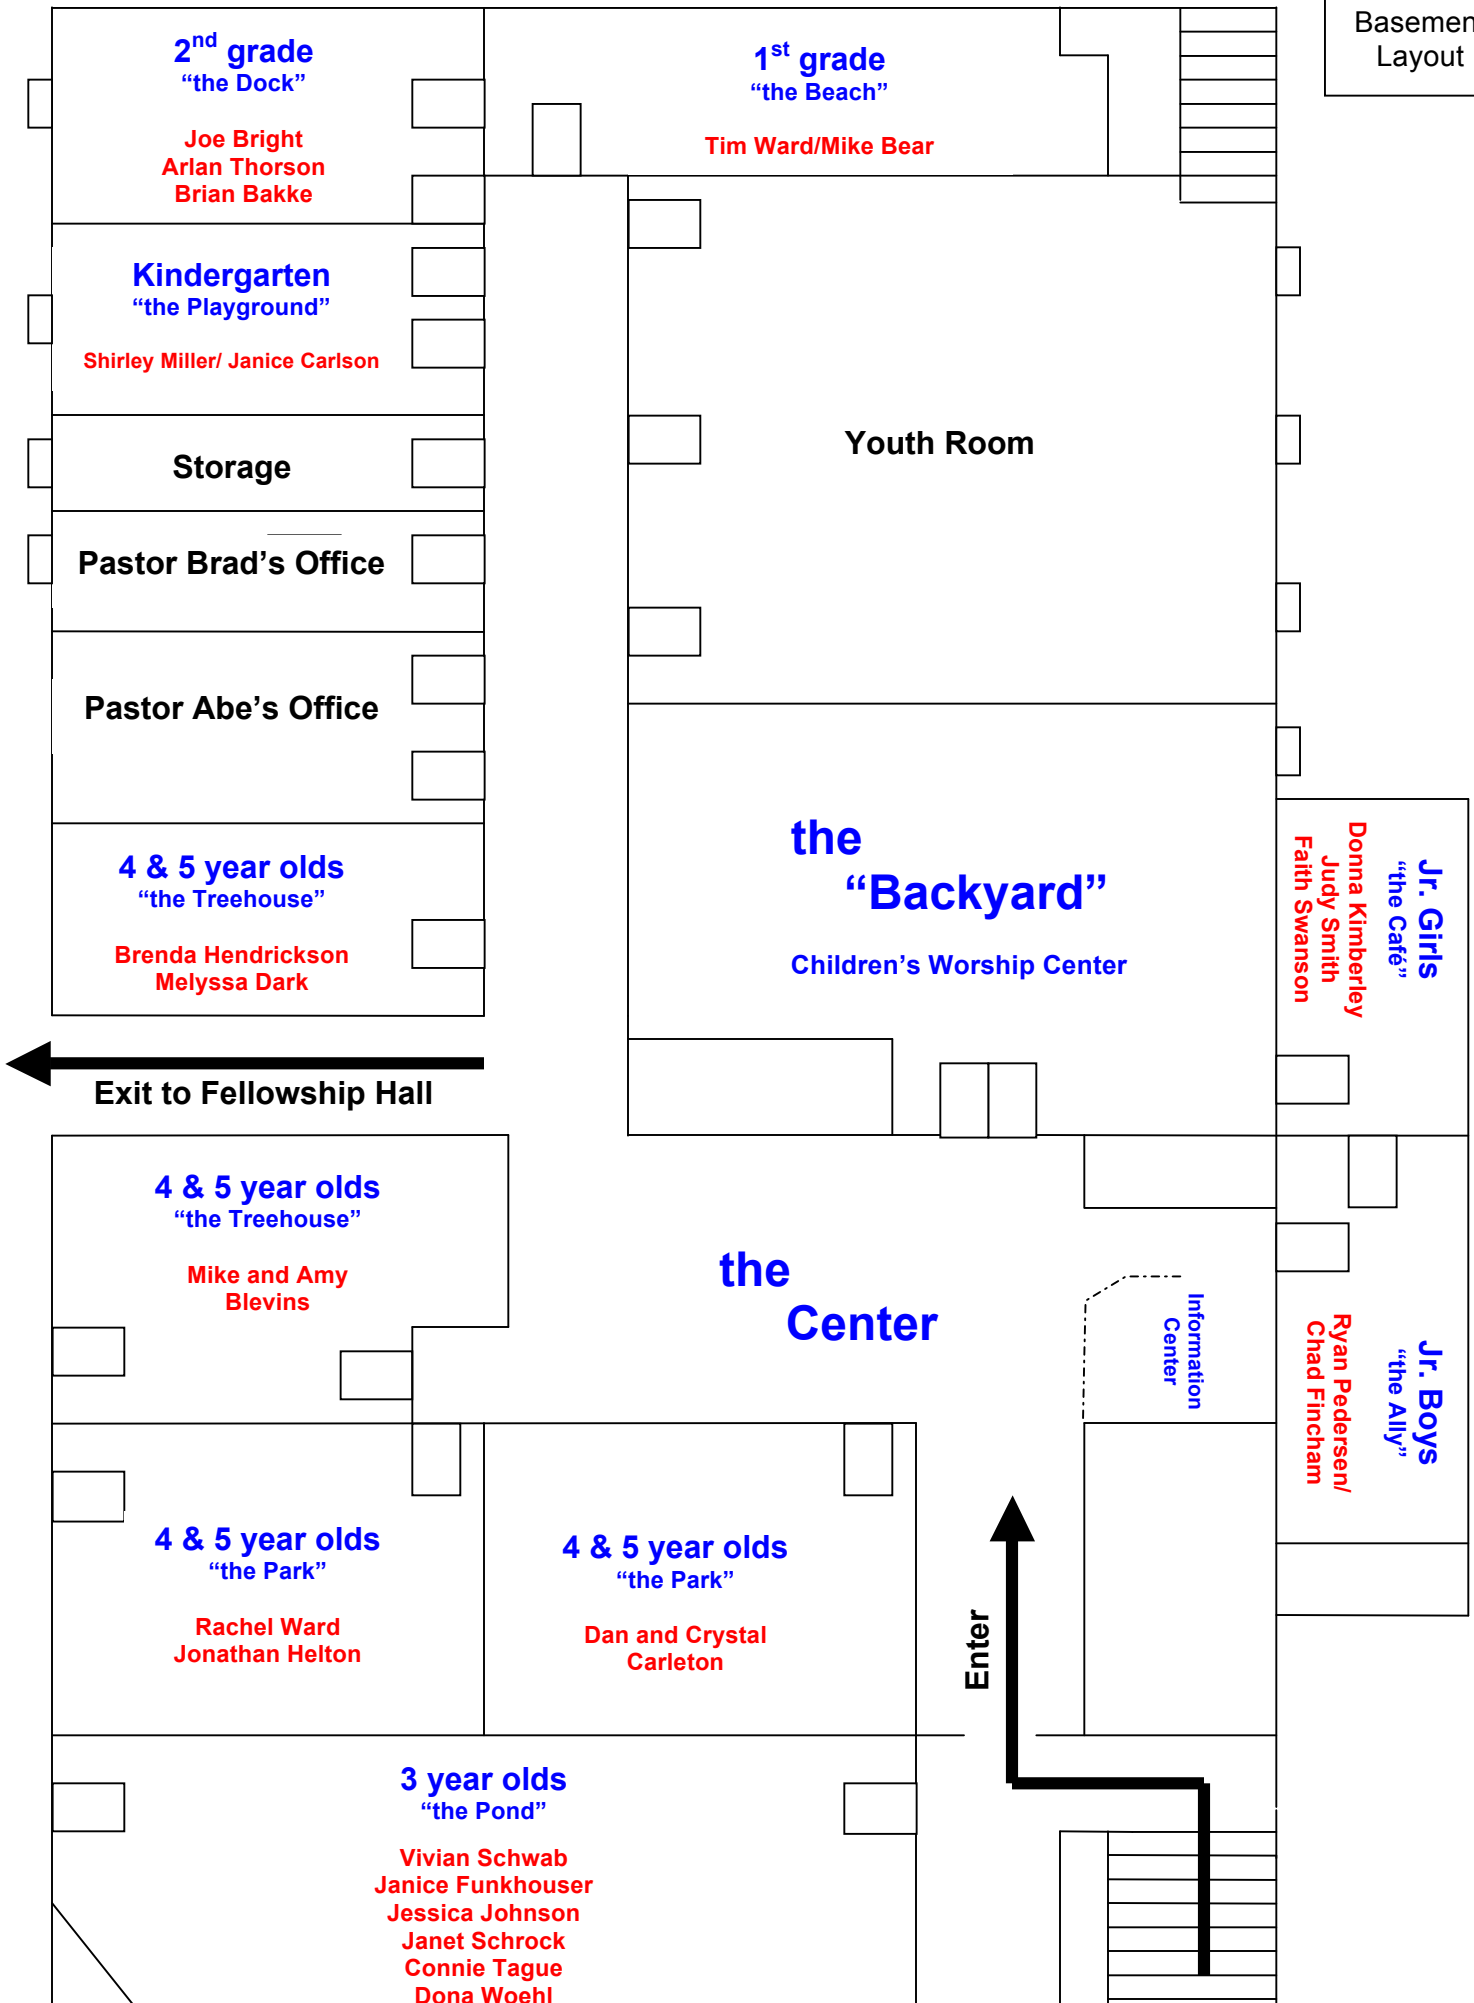 Basemen
Layout
2nd grade
“the Dock”
Joe Bright
Arlan Thorson
Brian Bakke
1st grade
“the Beach”
Tim Ward/Mike Bear
Kindergarten
“the Playground”
Shirley Miller/ Janice Carlson
Storage
Youth Room
Pastor Brad’s Office
Pastor Abe’s Office
4 & 5 year olds
“the Treehouse”
Brenda Hendrickson
Melyssa Dark
the
“Backyard”
Children’s Worship Center
Jr. Girls
“the Café”
Donna Kimberley
Judy Smith
Faith Swanson
Exit to Fellowship Hall
4 & 5 year olds
“the Treehouse”
Mike and Amy
Blevins
the
Center
Information
Center
Jr. Boys
“the Ally”
Ryan Pedersen/
Chad Fincham
4 & 5 year olds
“the Park”
Rachel Ward
Jonathan Helton
4 & 5 year olds
“the Park”
Dan and Crystal
Carleton
Enter
3 year olds
“the Pond”
Vivian Schwab
Janice Funkhouser
Jessica Johnson
Janet Schrock
Connie Tague
Dona Woehl